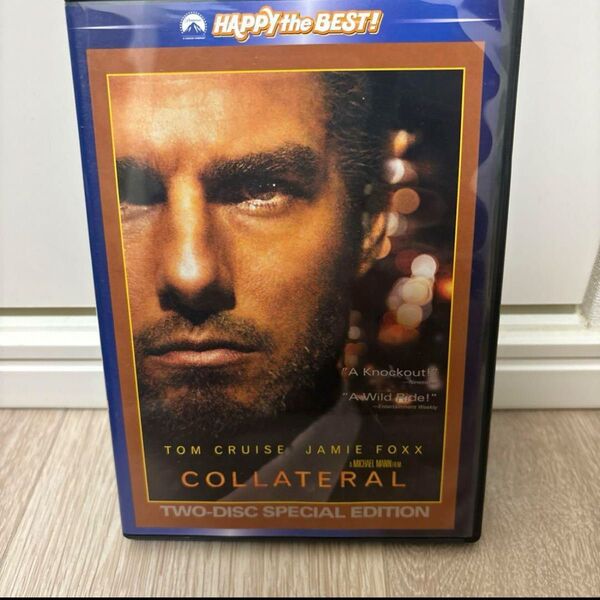 HAPPY the BEST!
"A Knockout!"
"A Wild Ride!"
—Entertainment Weekly
TOM CRUISE JAMIE FOXX
A MICHAEL MANN FILM
COLLATERAL
TWO-DISC SPECIAL EDITION